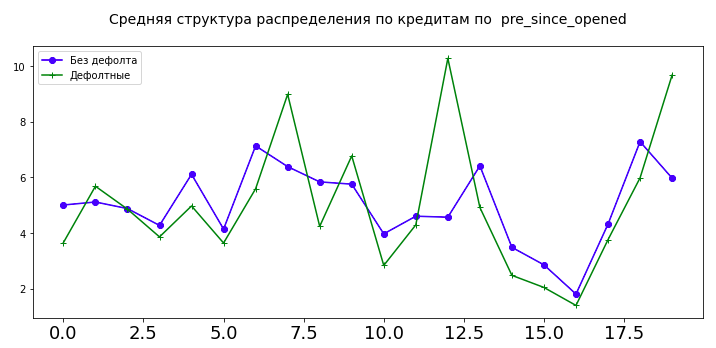 Средняя структура распределения по кредитам по  pre_since_opened
Без дефолта
Дефолтные
10
8
6
4
2
0.0 2.5 5.0 7.5 10.0 12.5 15.0 17.5